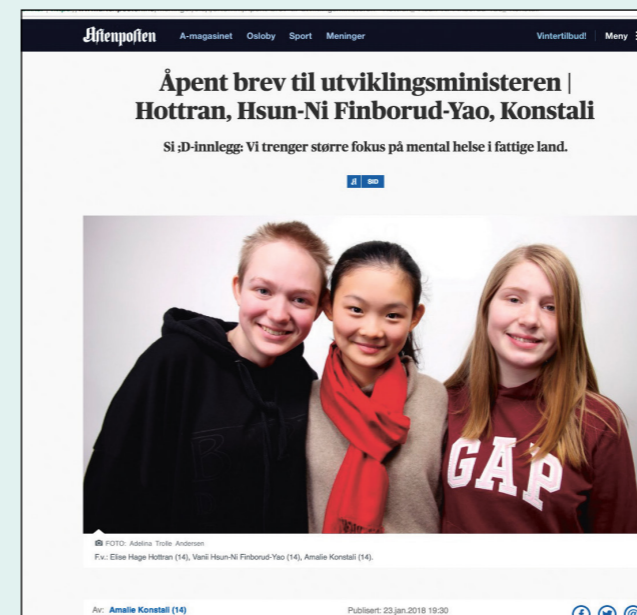 Aftenposten
A-magasinet Osloby Sport Meninger Vintertilbud! Meny
Åpent brev til utviklingsministeren |
Hottran, Hsun-Ni Finborud-Yao, Konstali
Si ;D-innlegg: Vi trenger større fokus på mental helse i fattige land.
A SID
GAP
FOTO: Adelina Trolle Andersen
F.v.: Elise Hage Hottran (14), Vanii Hsun-Ni Finborud-Yao (14), Amalie Konstali (14).
Av: Amalie Konstali (14) Publisert: 23.jan.2018 19:30